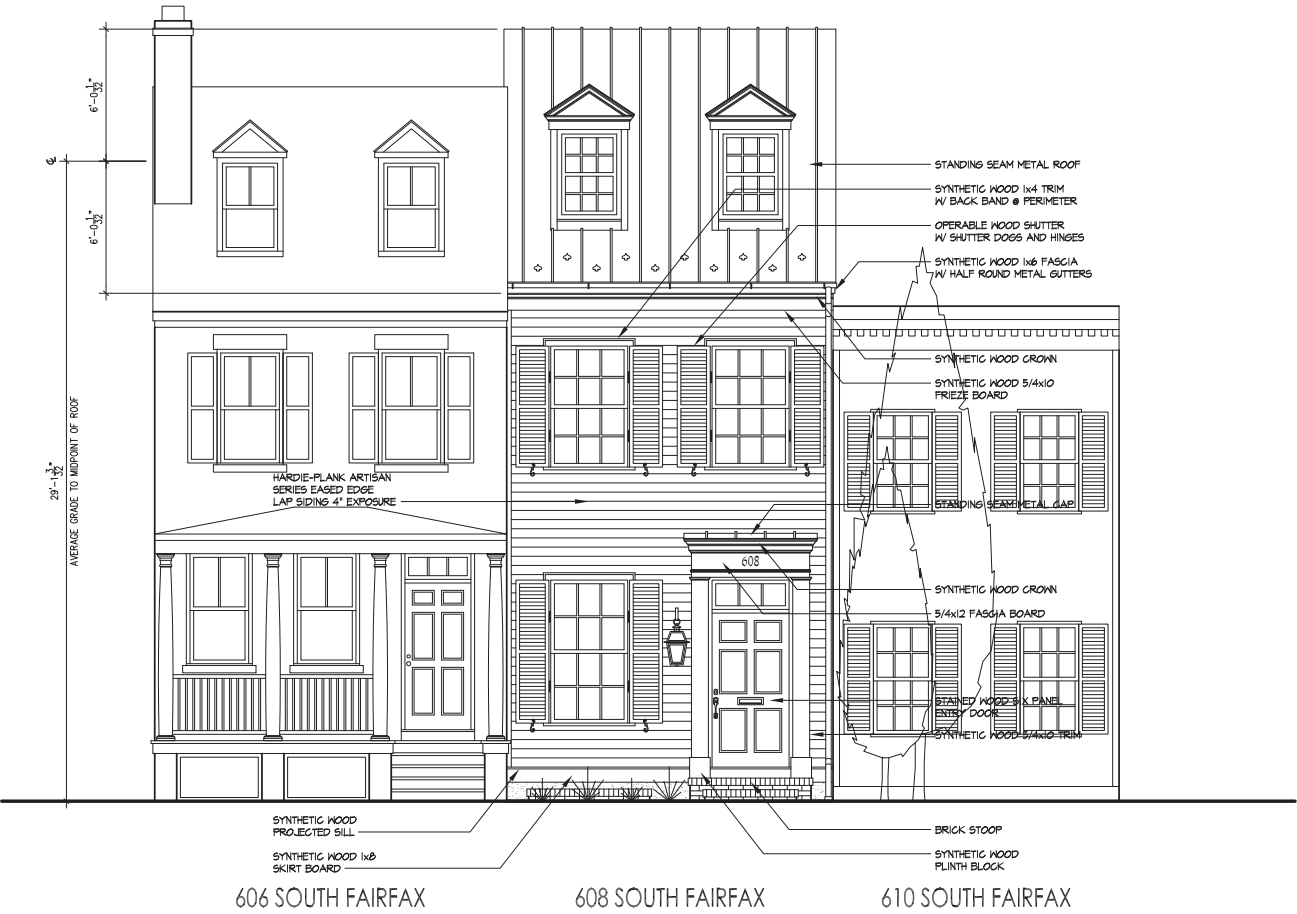 6'-0 1/32"
STANDING SEAM METAL ROOF
SYNTHETIC WOOD 1x4 TRIM
W/ BACK BAND @ PERIMETER
6'-0 1/32"
OPERABLE WOOD SHUTTER
W/ SHUTTER DOGS AND HINGES
SYNTHETIC WOOD 1x6 FASCIA
W/ HALF ROUND METAL GUTTERS
SYNTHETIC WOOD CROWN
SYNTHETIC WOOD 5/4x10
FRIEZE BOARD
29'-1 3/32"
AVERAGE GRADE TO MIDPOINT OF ROOF
HARDIE-PLANK ARTISAN
SERIES EASED EDGE
LAP SIDING 4" EXPOSURE
STANDING SEAM METAL CAP
608
SYNTHETIC WOOD CROWN
5/4x12 FASCIA BOARD
STAINED WOOD SIX PANEL
ENTRY DOOR
SYNTHETIC WOOD 5/4x10 TRIM
SYNTHETIC WOOD
PROJECTED SILL
BRICK STOOP
SYNTHETIC WOOD 1x8
SKIRT BOARD
SYNTHETIC WOOD
PLINTH BLOCK
606 SOUTH FAIRFAX
608 SOUTH FAIRFAX
610 SOUTH FAIRFAX